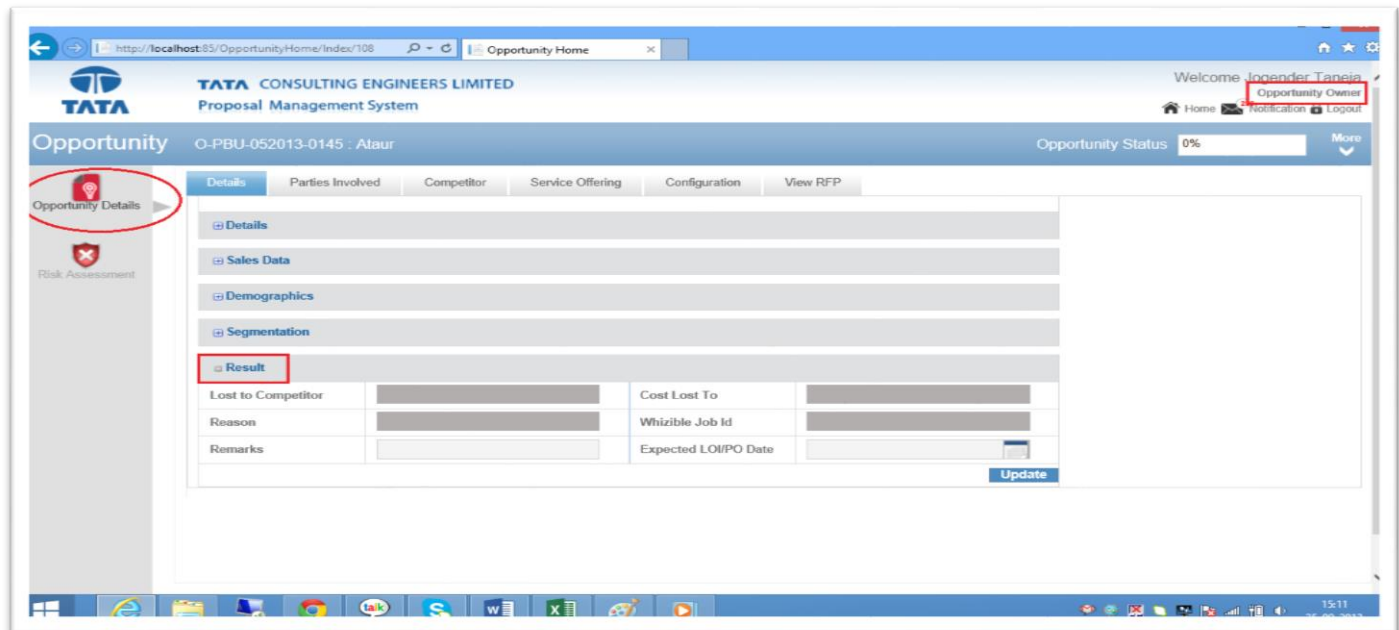 http://localhost:85/OpportunityHome/Index/108
Opportunity Home
TATA
TATA CONSULTING ENGINEERS LIMITED
Proposal Management System
Welcome Jogender Taneja
Opportunity Owner
Home Notification Logout
Opportunity O-PBU-052013-0145 : Ataur Opportunity Status 0% More
Opportunity Details
Risk Assessment
Details Parties Involved Competitor Service Offering Configuration View RFP
Details
Sales Data
Demographics
Segmentation
Result
Lost to Competitor Cost Lost To
Reason Whizible Job Id
Remarks Expected LOI/PO Date
Update
talk
15:11